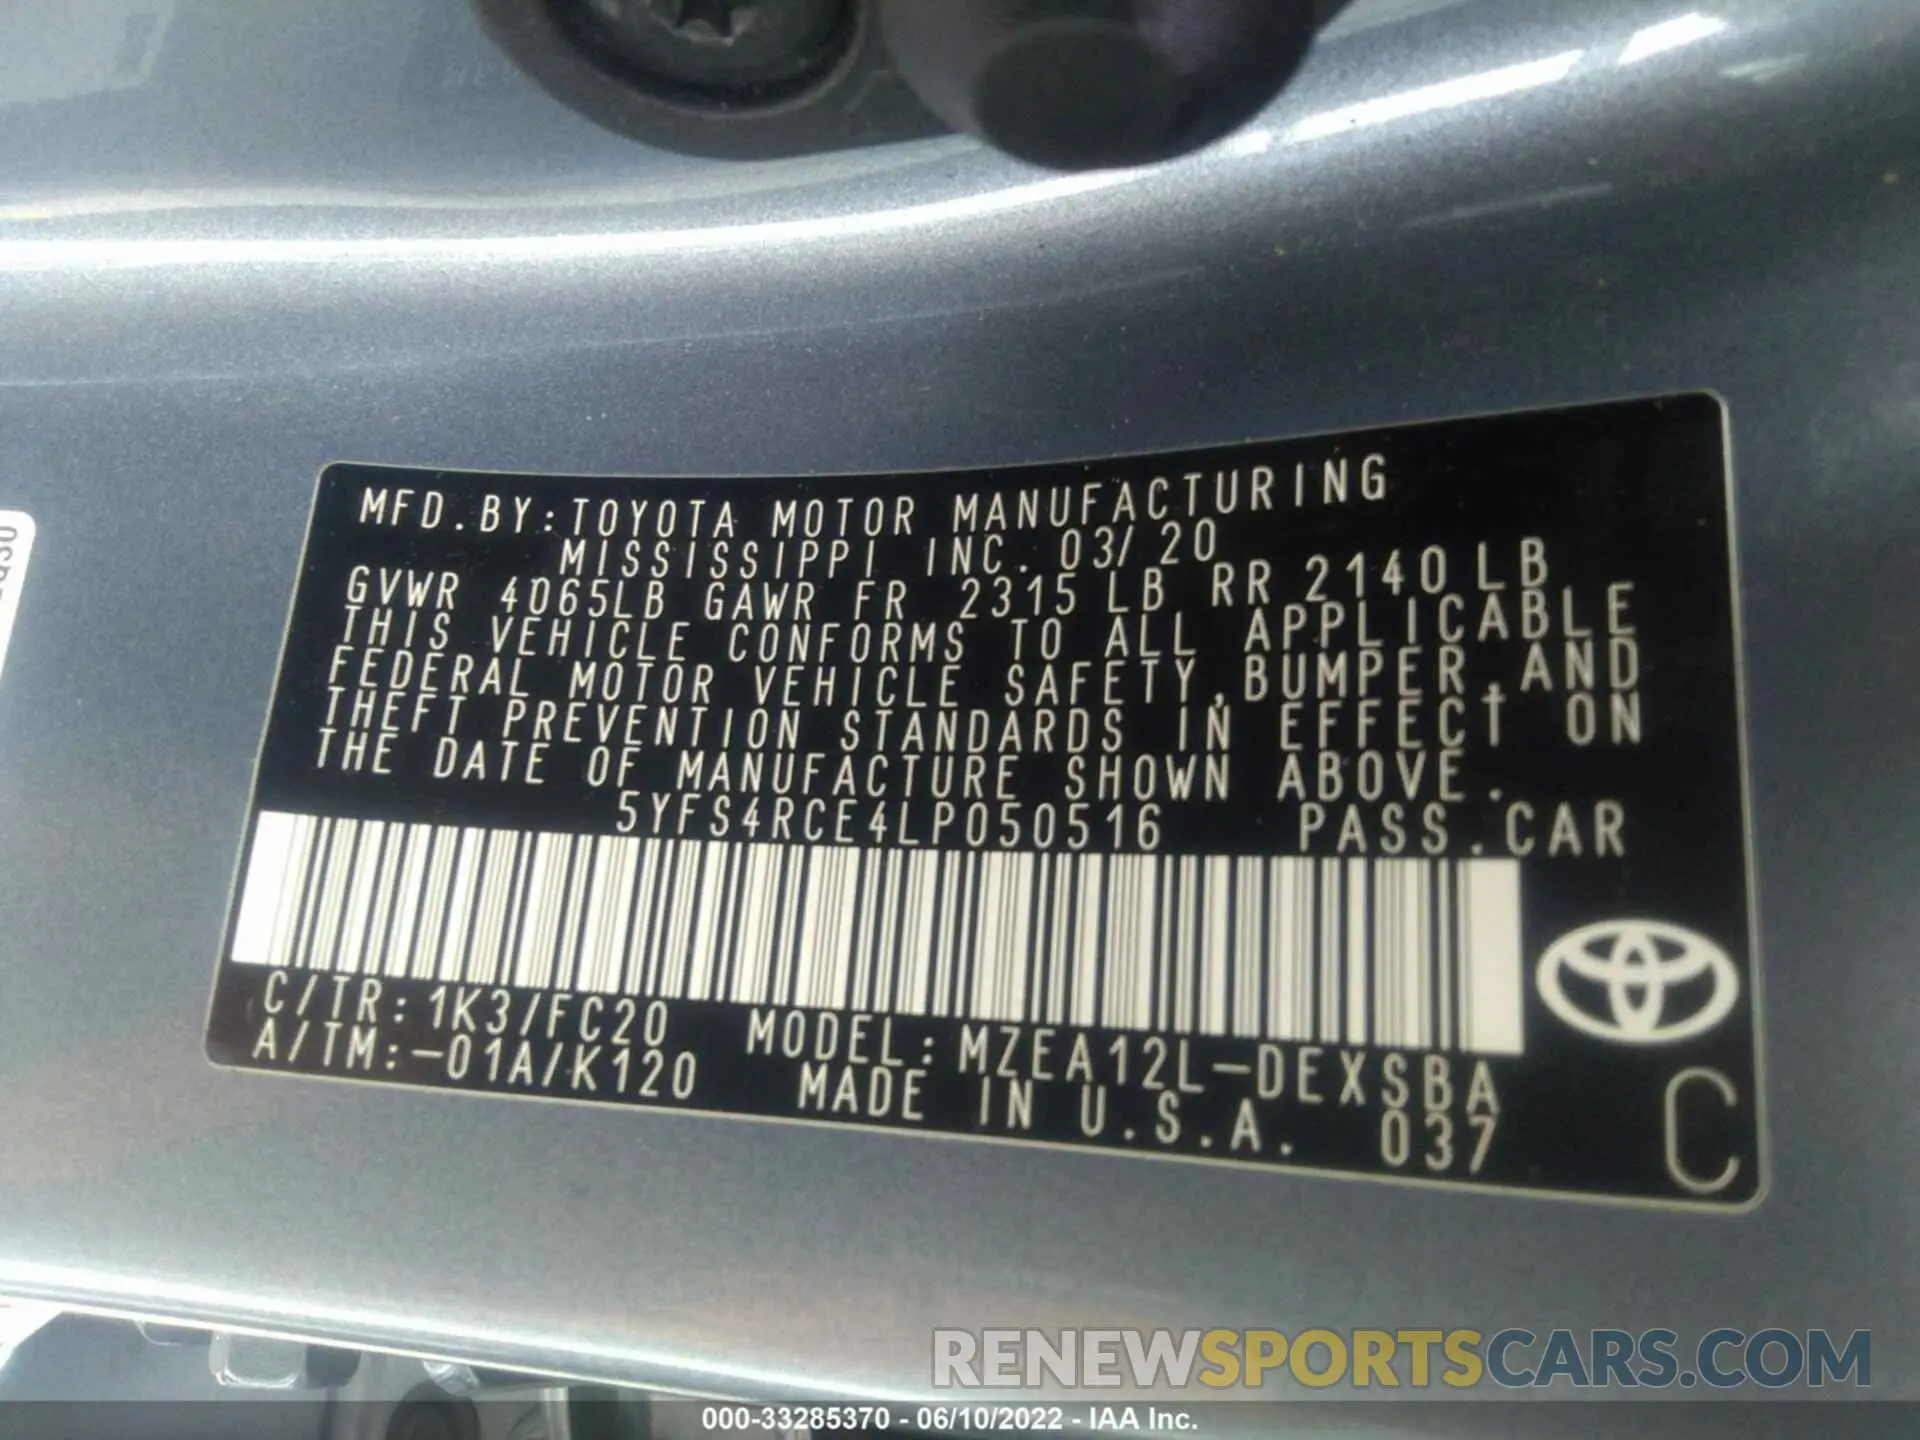 MFD.BY:TOYOTA MOTOR MANUFACTURING
MISSISSIPPI INC. 03/20
GVWR 4065LB GAWR FR 2315LB RR 2140LB
THIS VEHICLE CONFORMS TO ALL APPLICABLE
FEDERAL MOTOR VEHICLE SAFETY,BUMPER,AND
THEFT PREVENTION STANDARDS IN EFFECT ON
THE DATE OF MANUFACTURE SHOWN ABOVE.
5YFS4RCE4LP050516 PASS.CAR
C/TR:1K3/FC20 MODEL:MZEA12L-DEXSBA
A/TM:-01A/K120 MADE IN U.S.A. 037
C
RENEWSPORTSCARS.COM
000-33285370 - 06/10/2022 - IAA Inc.